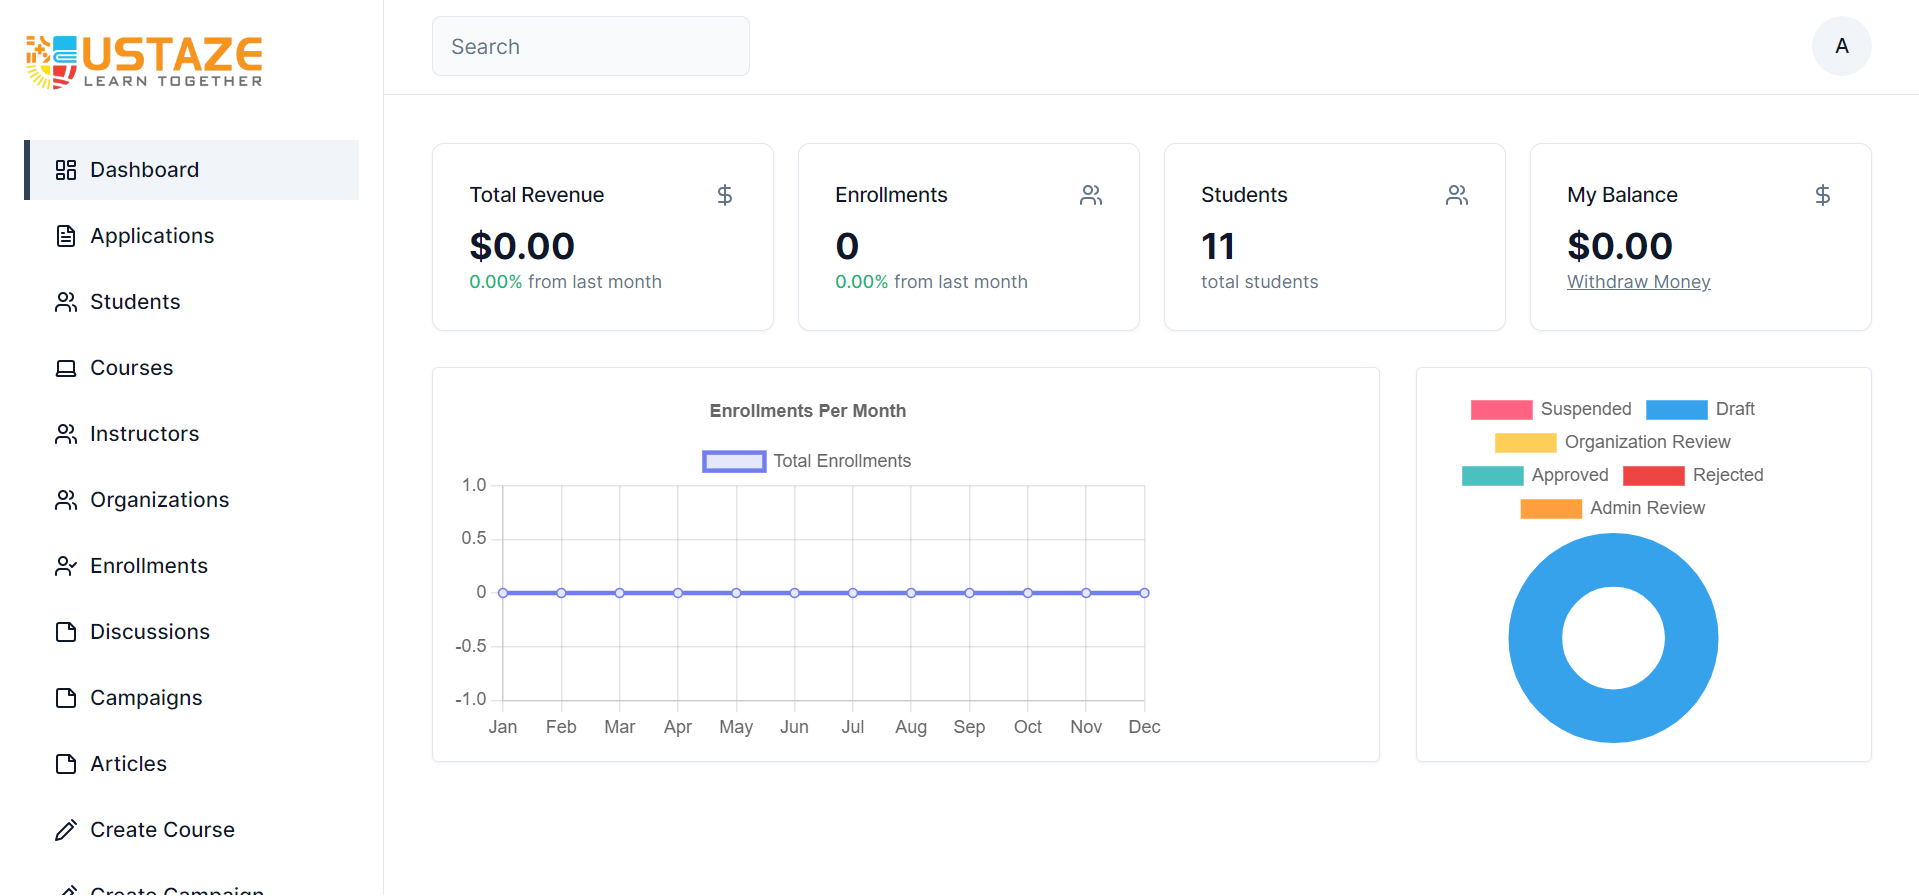 USTAZE
LEARN TOGETHER
Search
A
Dashboard
Applications
Students
Courses
Instructors
Organizations
Enrollments
Discussions
Campaigns
Articles
Create Course
Create Campaign
Total Revenue
$0.00
0.00% from last month
Enrollments
0
0.00% from last month
Students
11
total students
My Balance
$0.00
Withdraw Money
Enrollments Per Month
Total Enrollments
1.0
0.5
0
-0.5
-1.0
Jan Feb Mar Apr May Jun Jul Aug Sep Oct Nov Dec
Suspended Draft
Organization Review
Approved Rejected
Admin Review